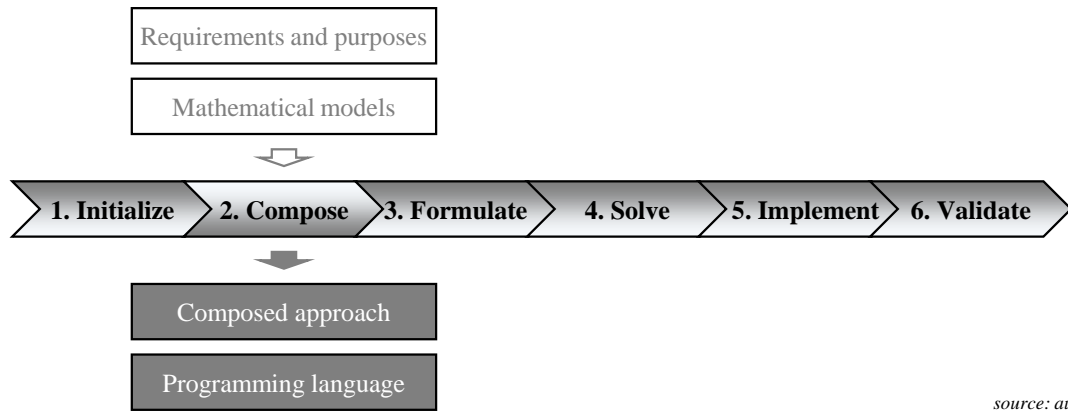 Requirements and purposes
Mathematical models
1. Initialize 2. Compose 3. Formulate 4. Solve 5. Implement 6. Validate
Composed approach
Programming language
source: